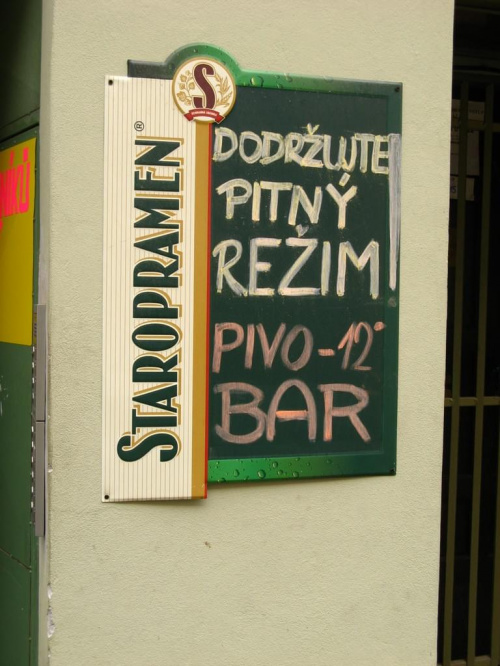 S
STAROPRAMEN®
DODRŽUJTE
PITNÝ
REŽIM!
PIVO-12°
BAR